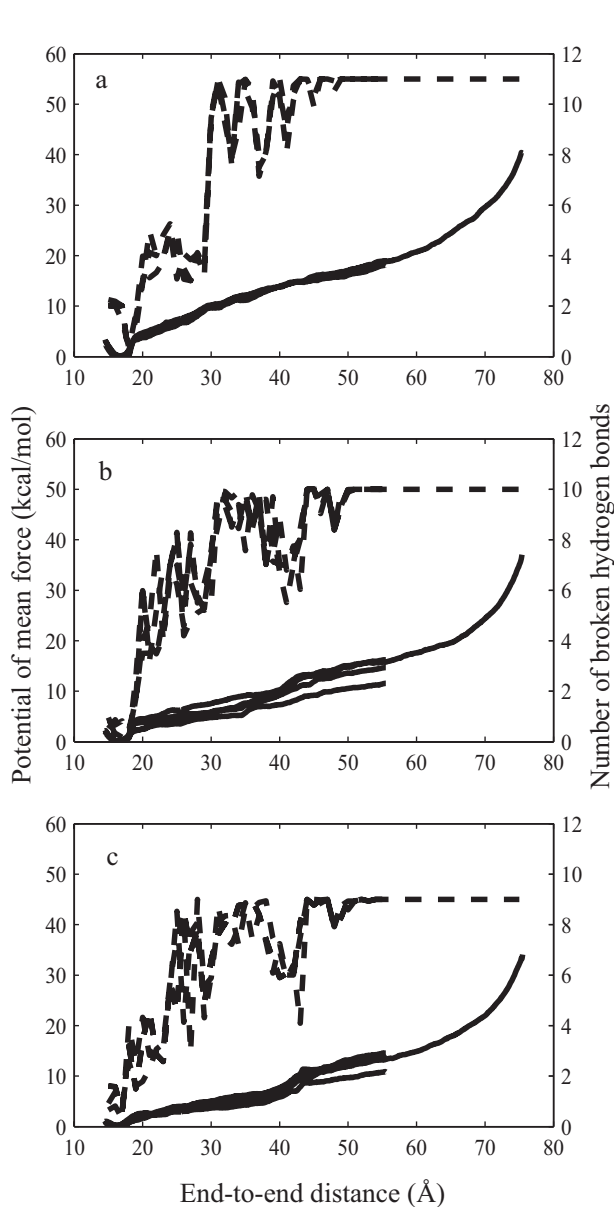 60 12
a
50 10
40 8
30 6
20 4
10 2
0 0
10 20 30 40 50 60 70 80
60 12
b
50 10
40 8
30 6
20 4
10 2
0 0
10 20 30 40 50 60 70 80
Potential of mean force (kcal/mol)
Number of broken hydrogen bonds
60 12
c
50 10
40 8
30 6
20 4
10 2
0 0
10 20 30 40 50 60 70 80
End-to-end distance (Å)